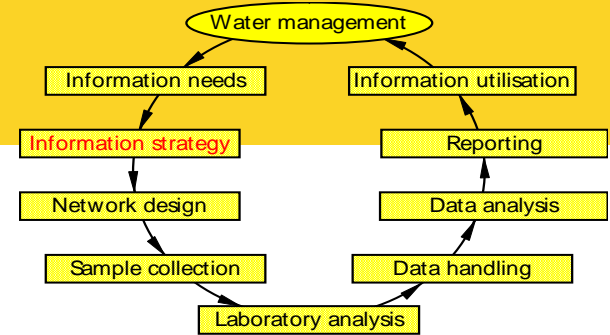 Water management
Information needs
Information utilisation
Information strategy
Reporting
Network design
Data analysis
Sample collection
Data handling
Laboratory analysis